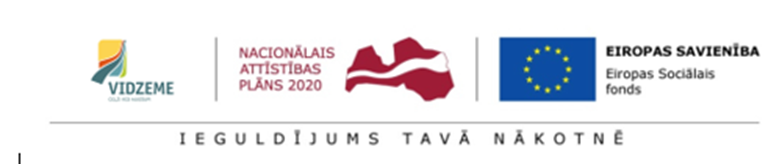 VIDZEME
NACIONĀLAIS
ATTĪSTĪBAS
PLĀNS 2020
EIROPAS SAVIENĪBA
Eiropas Sociālais
fonds
IEGULDĪJUMS TAVĀ NĀKOTNĒ